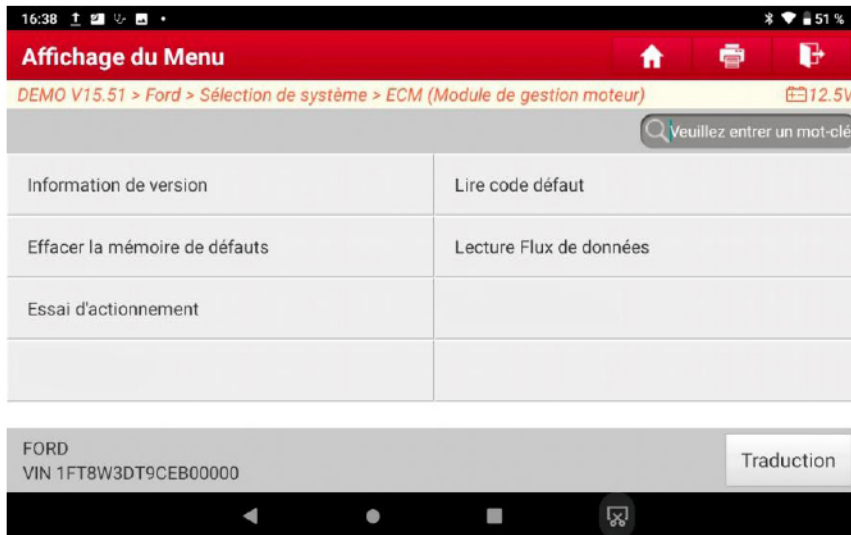 16:38 51 %
Affichage du Menu
DEMO V15.51 > Ford > Sélection de système > ECM (Module de gestion moteur) 12.5V
Veuillez entrer un mot-clé
Information de version Lire code défaut
Effacer la mémoire de défauts Lecture Flux de données
Essai d'actionnement
FORD
VIN 1FT8W3DT9CEB00000
Traduction